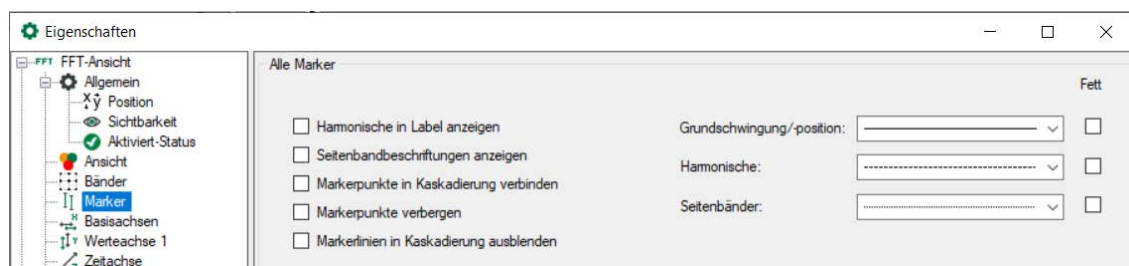 Eigenschaften
FFT FFT-Ansicht
Allgemein
Position
Sichtbarkeit
Aktiviert-Status
Ansicht
Bänder
Marker
Basisachsen
Werteachse 1
Zeitachse
Alle Marker
Fett
Harmonische in Label anzeigen
Grundschwingung/-position:
Seitenbandbeschriftungen anzeigen
Harmonische:
Markerpunkte in Kaskadierung verbinden
Markerpunkte verbergen
Seitenbänder:
Markerlinien in Kaskadierung ausblenden